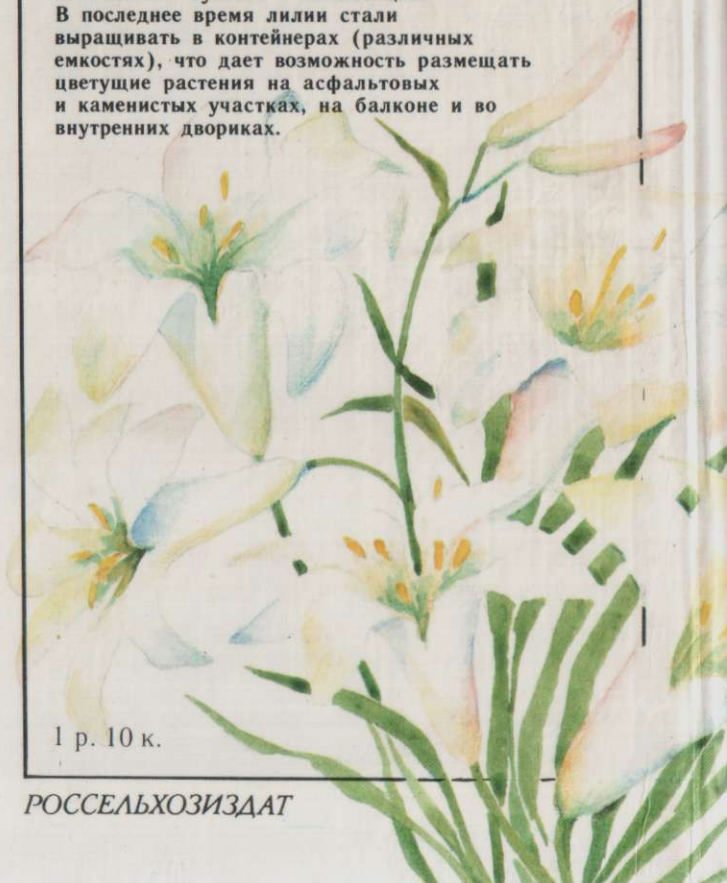 В последнее время лилии стали
выращивать в контейнерах (различных
емкостях), что дает возможность размещать
цветущие растения на асфальтовых
и каменистых участках, на балконе и во
внутренних двориках.
1 р. 10 к.
РОССЕЛЬХОЗИЗДАТ